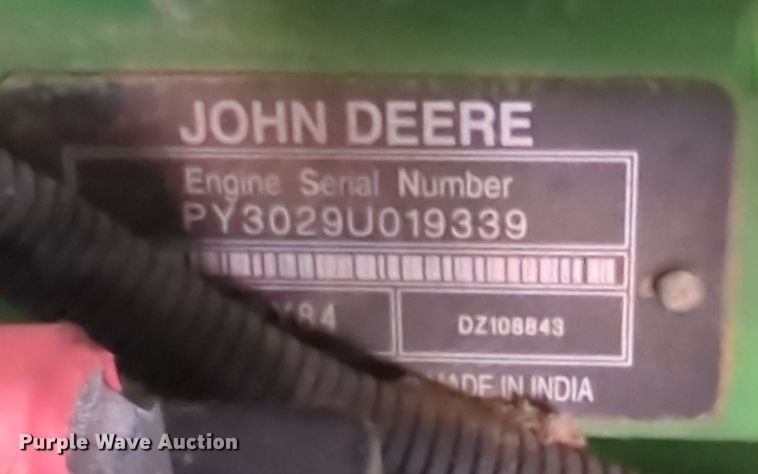 JOHN DEERE
Engine Serial Number
PY3029U019339
DZ108843
MADE IN INDIA
Purple Wave Auction